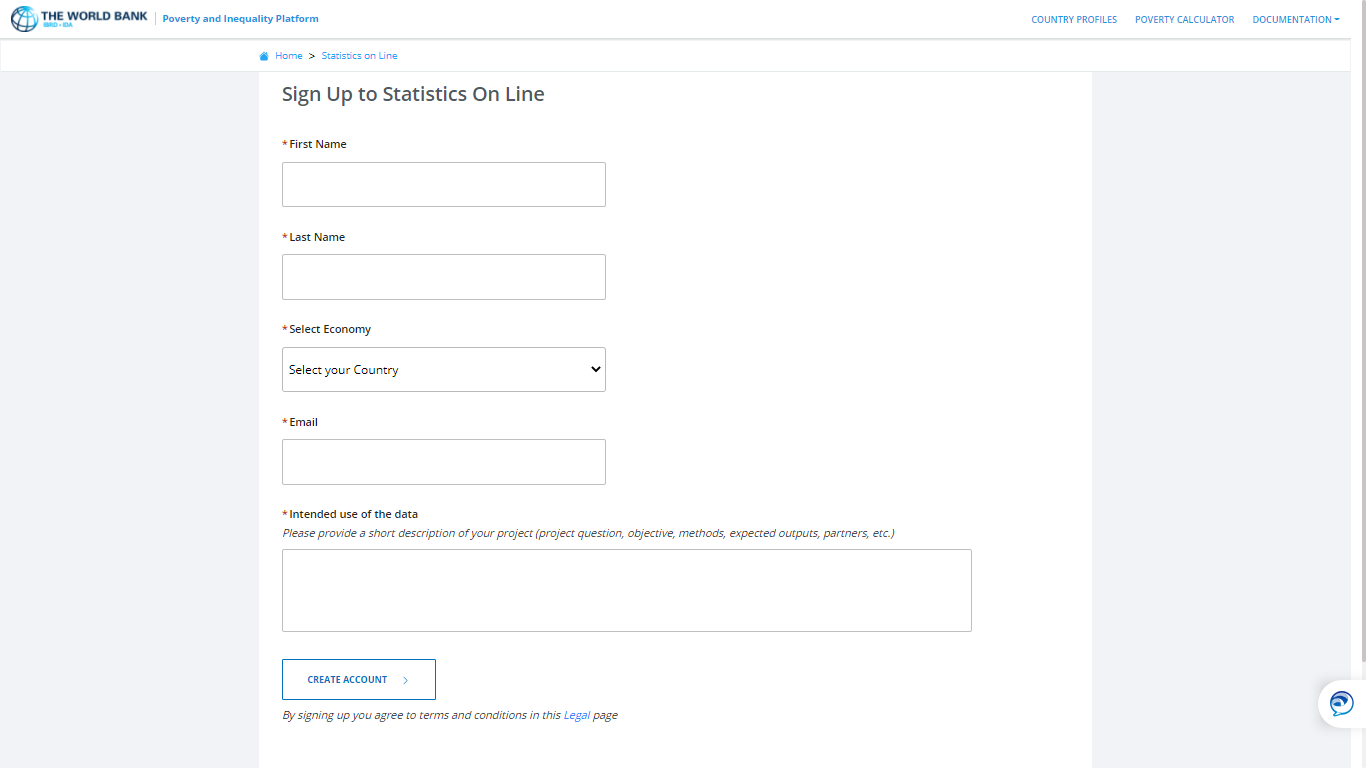 THE WORLD BANK
IBRD • IDA
Poverty and Inequality Platform
COUNTRY PROFILES
POVERTY CALCULATOR
DOCUMENTATION
Home > Statistics on Line
Sign Up to Statistics On Line
*First Name
*Last Name
*Select Economy
Select your Country
*Email
*Intended use of the data
Please provide a short description of your project (project question, objective, methods, expected outputs, partners, etc.)
CREATE ACCOUNT
By signing up you agree to terms and conditions in this Legal page